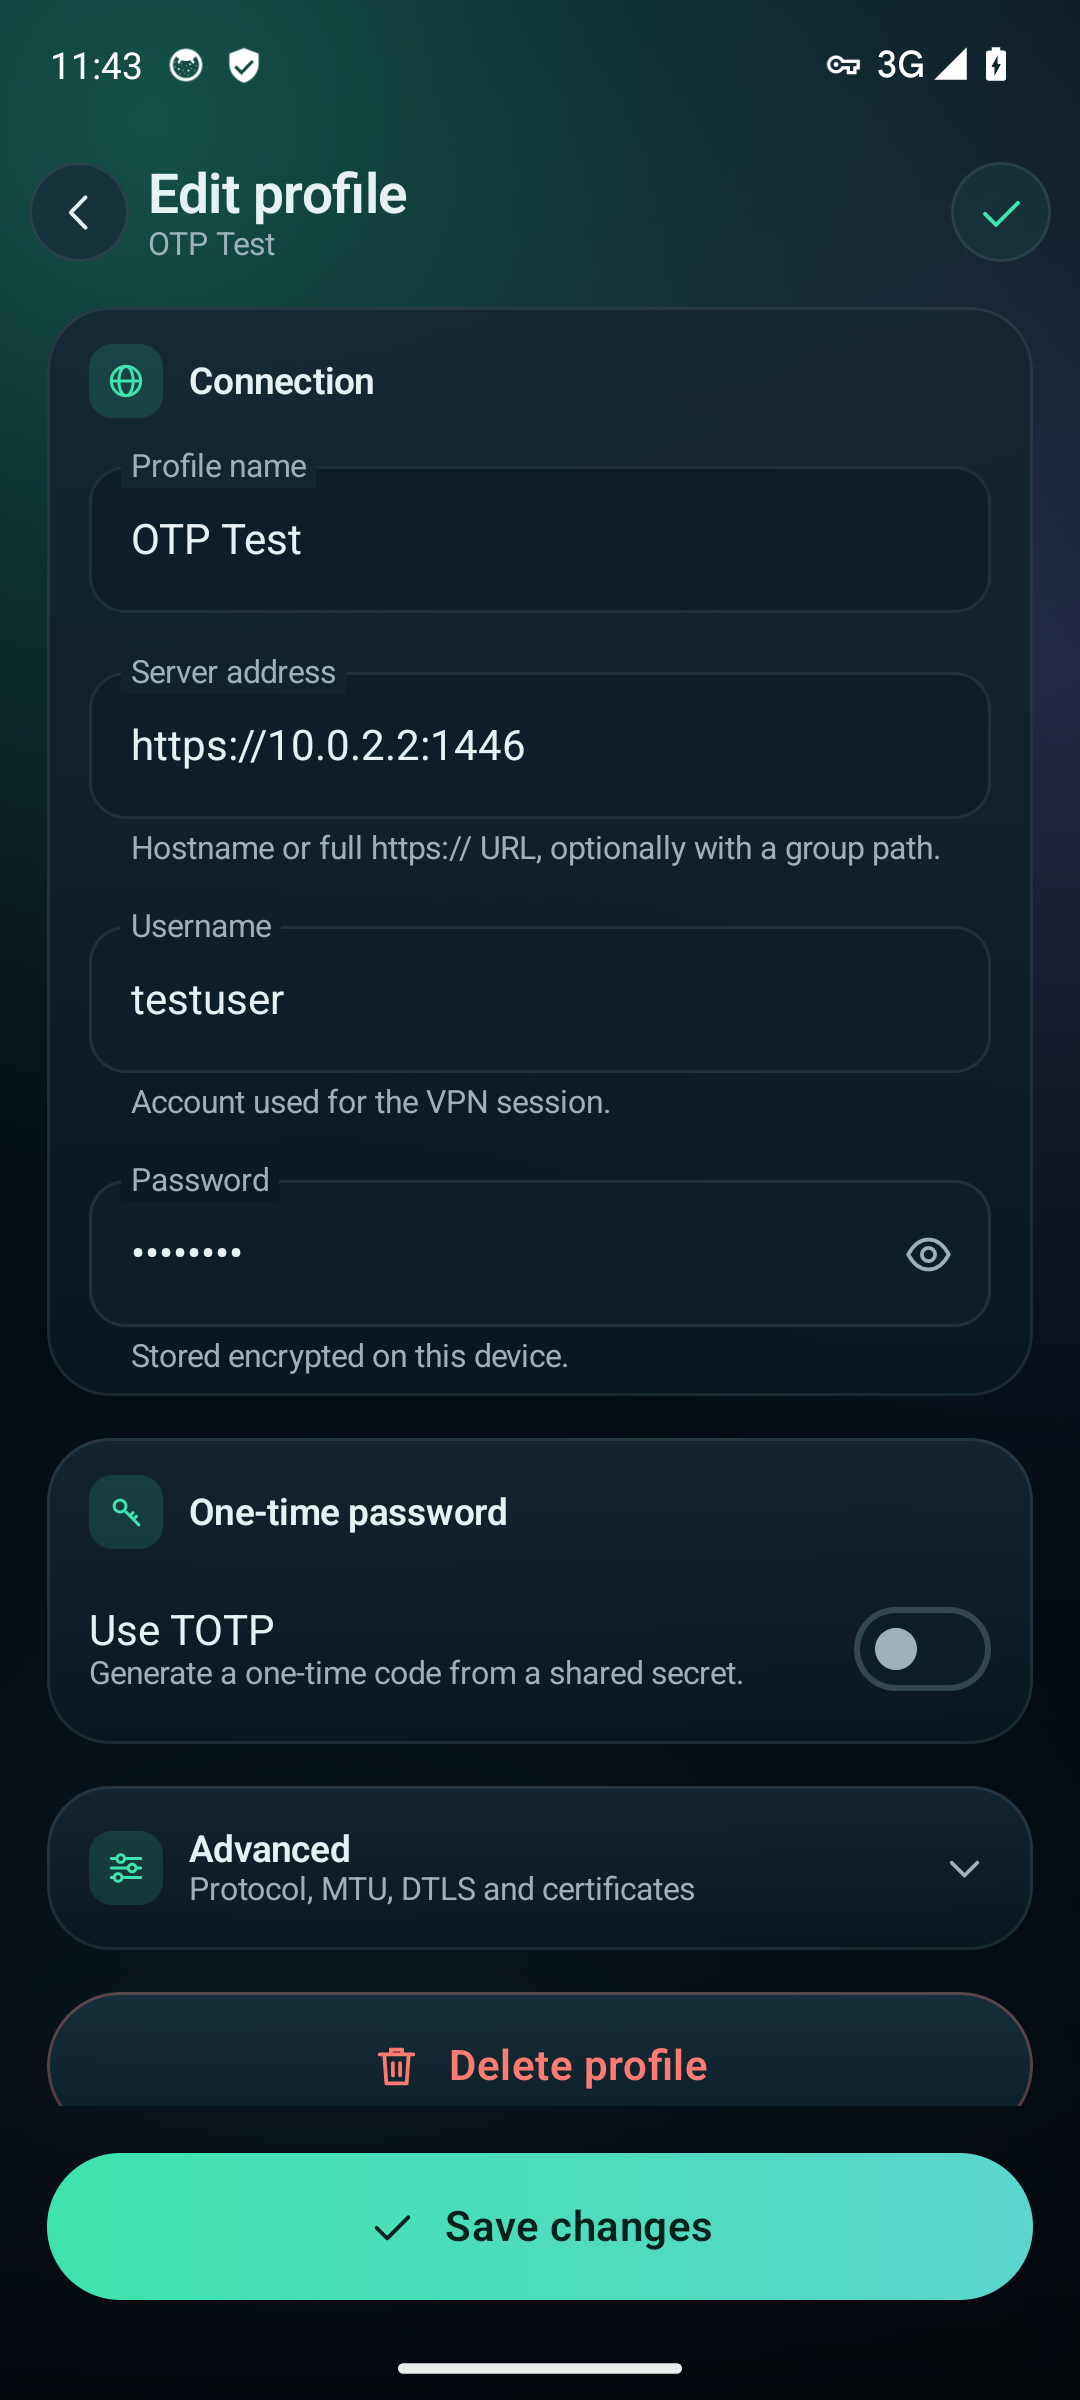 11:43
3G
Edit profile
OTP Test
Connection
Profile name
OTP Test
Server address
https://10.0.2.2:1446
Hostname or full https:// URL, optionally with a group path.
Username
testuser
Account used for the VPN session.
Password
••••••••
Stored encrypted on this device.
One-time password
Use TOTP
Generate a one-time code from a shared secret.
Advanced
Protocol, MTU, DTLS and certificates
Delete profile
Save changes